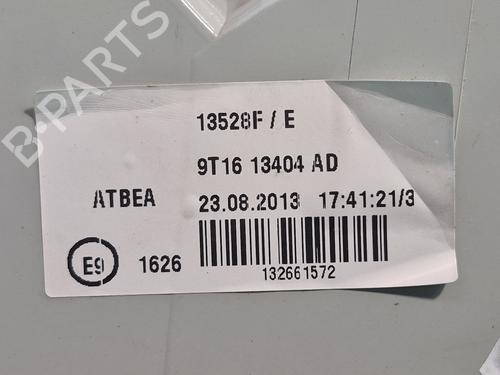 B-PARTS
13528F / E
9T16 13404 AD
ATBEA 23.08.2013 17:41:21/3
E9 1626
132661572